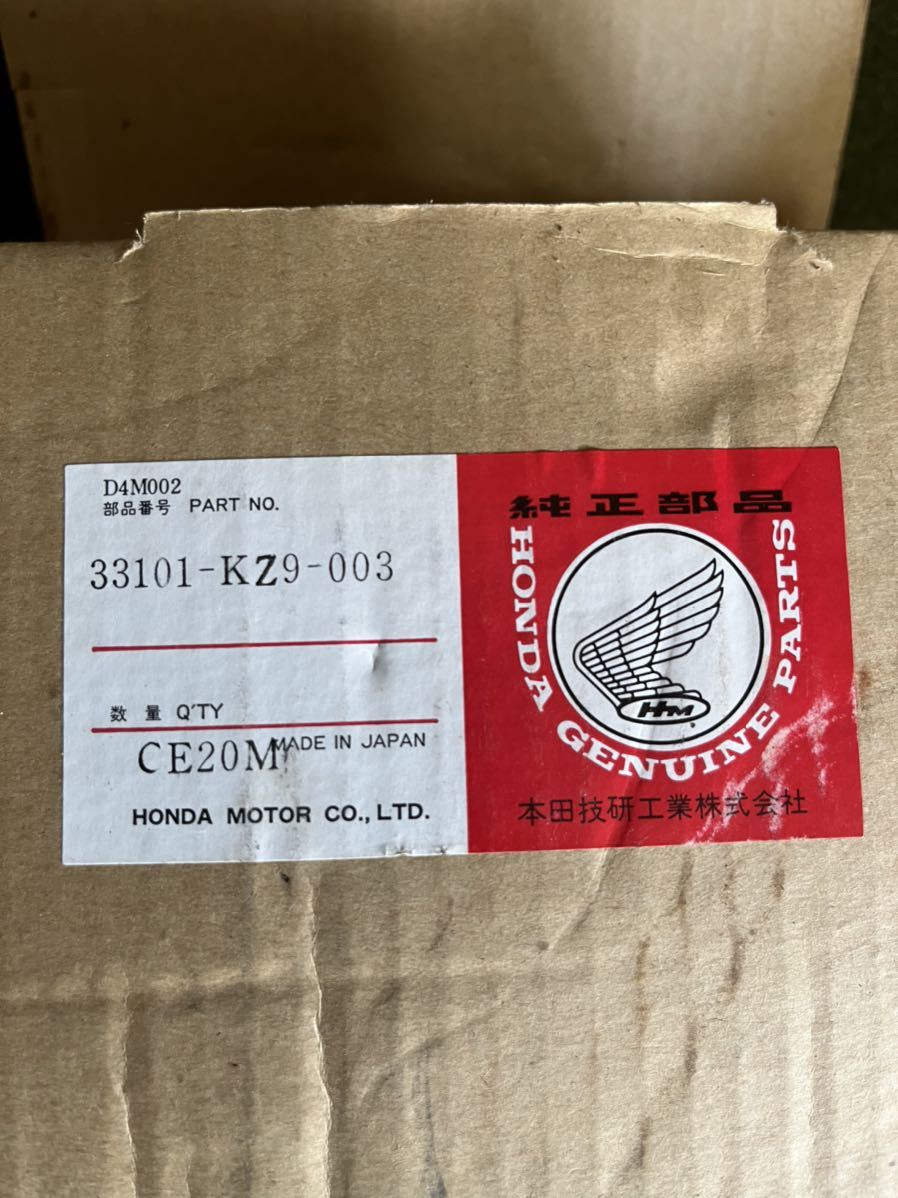 D4M002
部品番号 PART NO.
33101-KZ9-003
数量 Q'TY
CE20M MADE IN JAPAN
HONDA MOTOR CO., LTD.
純正部品
HONDA GENUINE PARTS
HM
本田技研工業株式会社